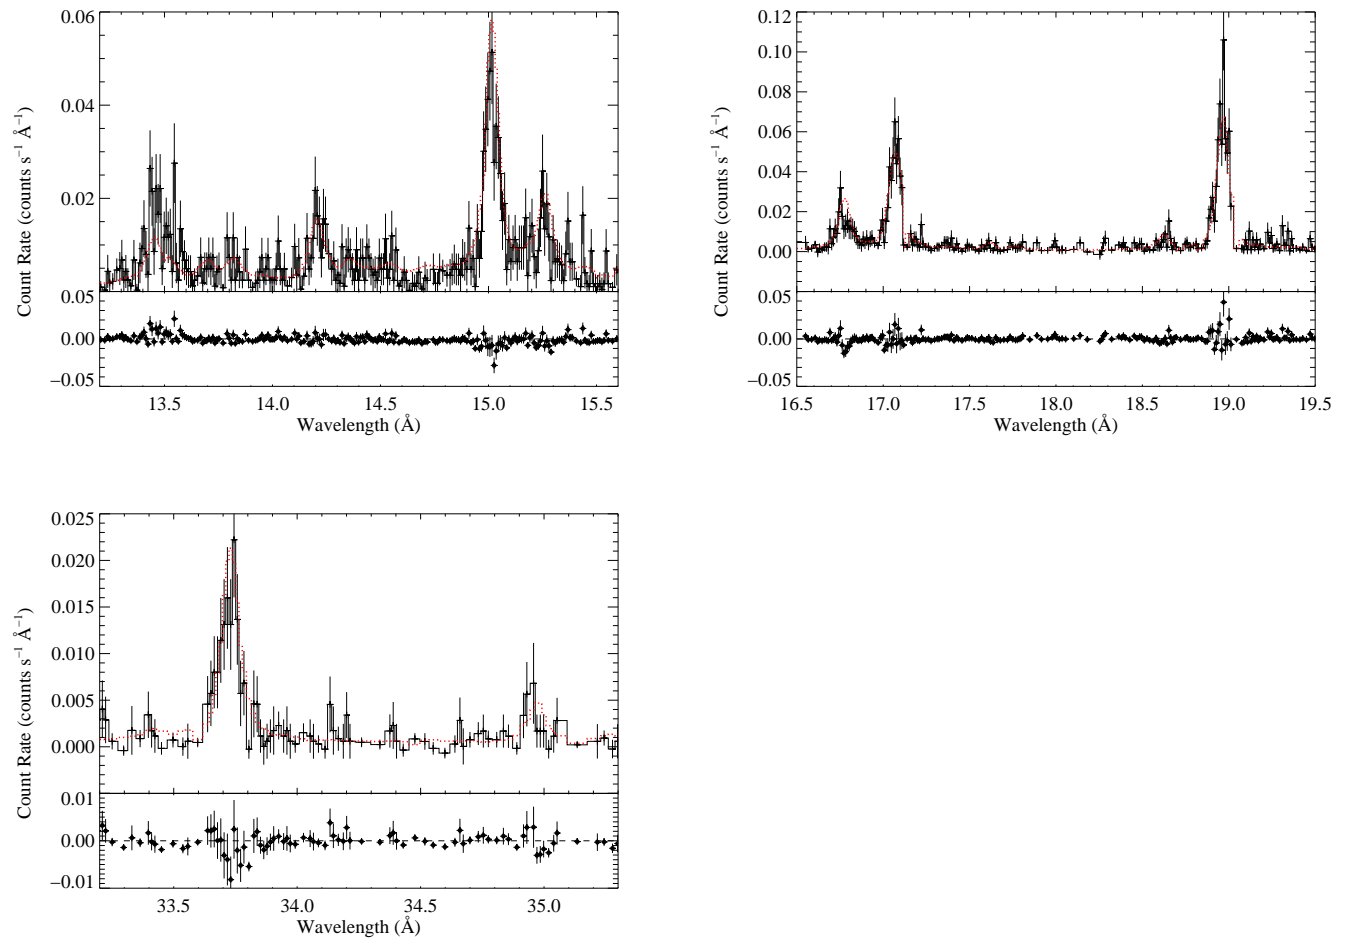 0.06
0.04
0.02
Count Rate (counts s⁻¹ Å⁻¹)
0.05
0.00
−0.05
13.5 14.0 14.5 15.0 15.5
Wavelength (Å)
0.12
0.10
0.08
0.06
0.04
0.02
0.00
Count Rate (counts s⁻¹ Å⁻¹)
0.05
0.00
−0.05
16.5 17.0 17.5 18.0 18.5 19.0 19.5
Wavelength (Å)
0.025
0.020
0.015
0.010
0.005
0.000
Count Rate (counts s⁻¹ Å⁻¹)
0.01
0.00
−0.01
33.5 34.0 34.5 35.0
Wavelength (Å)